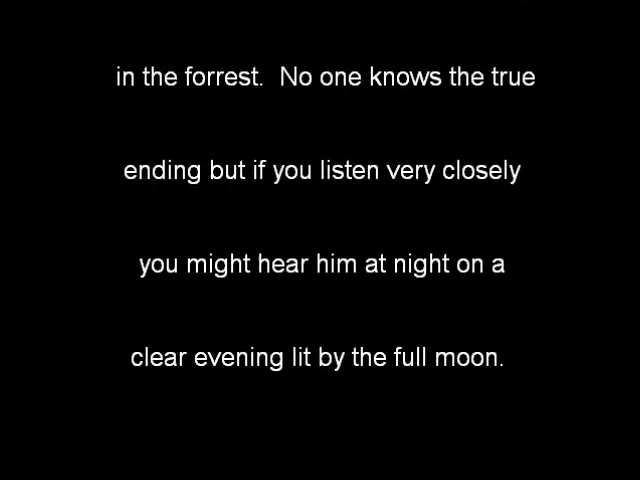 in the forrest.  No one knows the true
ending but if you listen very closely
you might hear him at night on a
clear evening lit by the full moon.